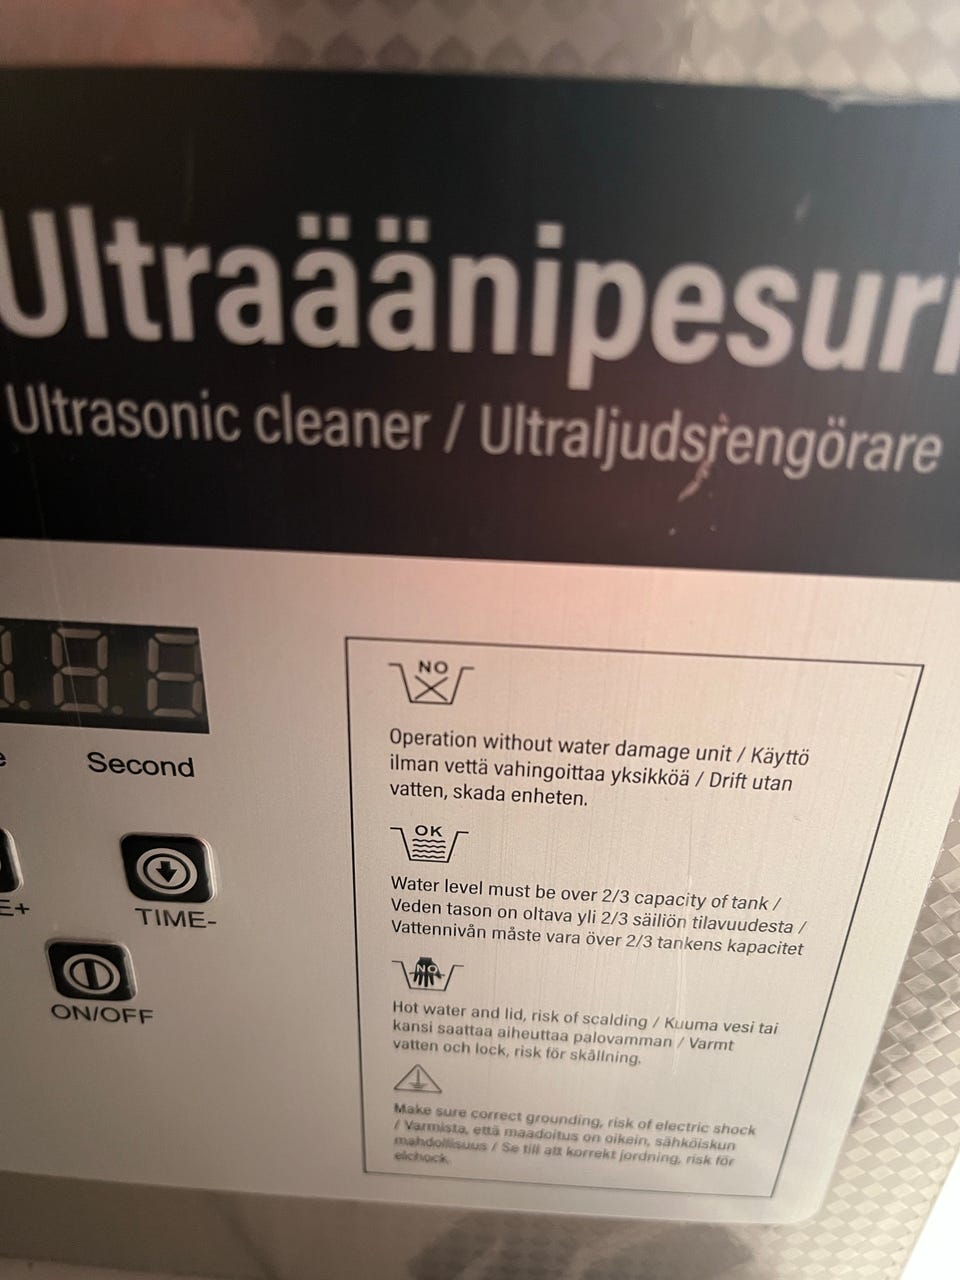 Ultraäänipesuri
Ultrasonic cleaner / Ultraljudsrengörare
Second
E+
TIME-
ON/OFF
NO
Operation without water damage unit / Käyttö
ilman vettä vahingoittaa yksikköä / Drift utan
vatten, skada enheten.
OK
Water level must be over 2/3 capacity of tank /
Veden tason on oltava yli 2/3 säiliön tilavuudesta /
Vattennivån måste vara över 2/3 tankens kapacitet
NO
Hot water and lid, risk of scalding / Kuuma vesi tai
kansi saattaa aiheuttaa palovamman / Varmt
vatten och lock, risk för skållning.
Make sure correct grounding, risk of electric shock
/ Varmista, että maadoitus on oikein, sähköiskun
mahdollisuus / Se till att korrekt jordning, risk för
elchock.